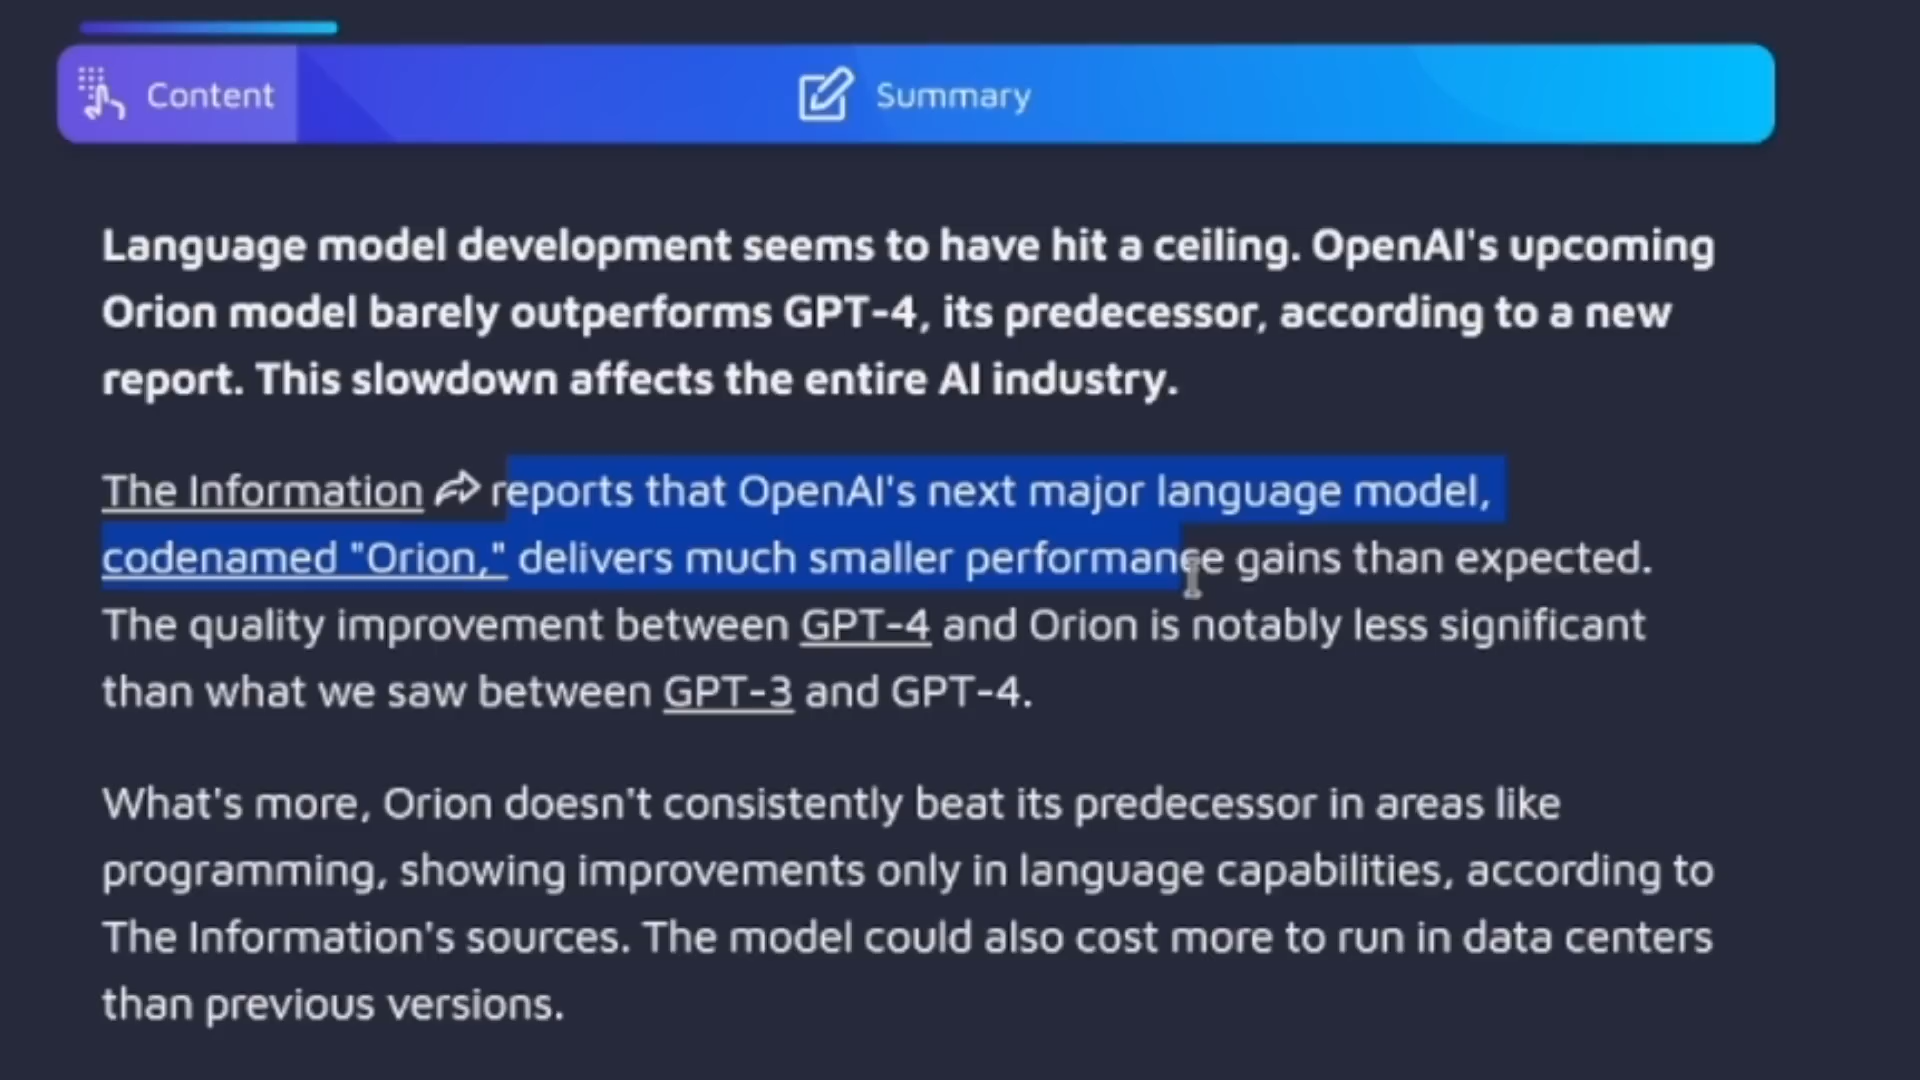 Content
Summary
Language model development seems to have hit a ceiling. OpenAI's upcoming
Orion model barely outperforms GPT-4, its predecessor, according to a new
report. This slowdown affects the entire AI industry.
The Information reports that OpenAI's next major language model,
codenamed "Orion," delivers much smaller performance gains than expected.
The quality improvement between GPT-4 and Orion is notably less significant
than what we saw between GPT-3 and GPT-4.
What's more, Orion doesn't consistently beat its predecessor in areas like
programming, showing improvements only in language capabilities, according to
The Information's sources. The model could also cost more to run in data centers
than previous versions.